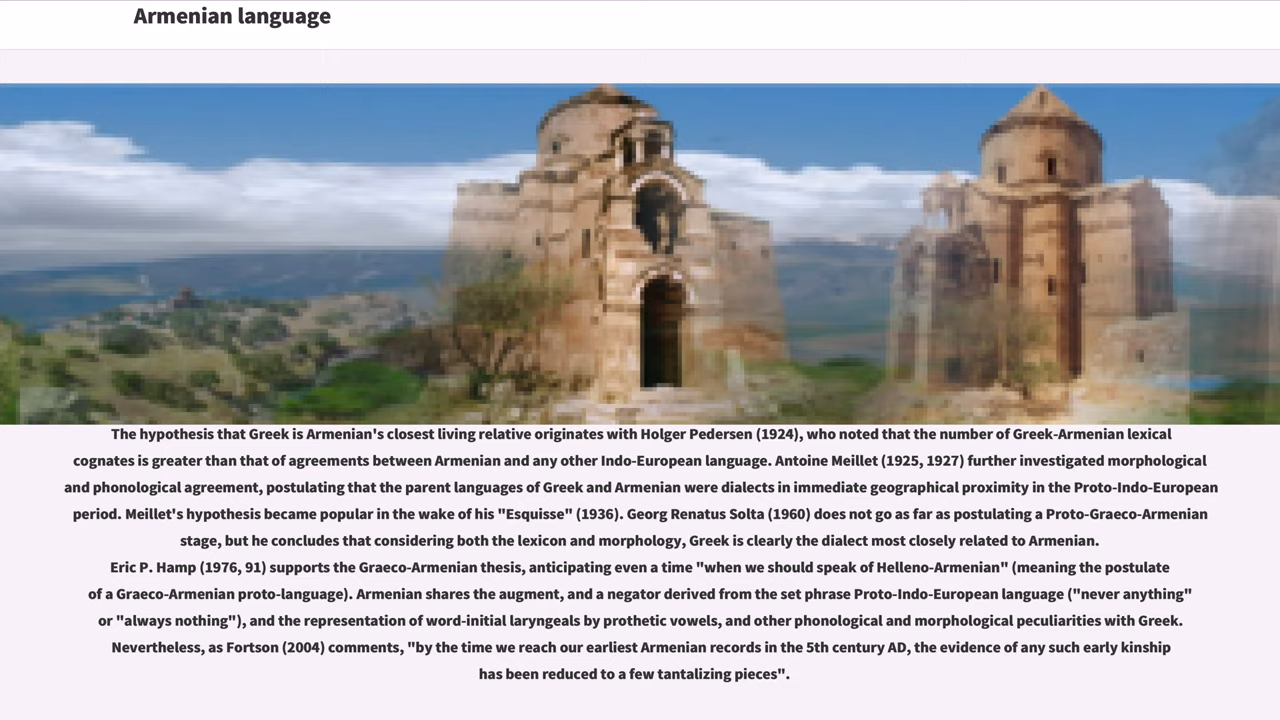 Armenian language
The hypothesis that Greek is Armenian's closest living relative originates with Holger Pedersen (1924), who noted that the number of Greek-Armenian lexical
cognates is greater than that of agreements between Armenian and any other Indo-European language. Antoine Meillet (1925, 1927) further investigated morphological
and phonological agreement, postulating that the parent languages of Greek and Armenian were dialects in immediate geographical proximity in the Proto-Indo-European
period. Meillet's hypothesis became popular in the wake of his "Esquisse" (1936). Georg Renatus Solta (1960) does not go as far as postulating a Proto-Graeco-Armenian
stage, but he concludes that considering both the lexicon and morphology, Greek is clearly the dialect most closely related to Armenian.
Eric P. Hamp (1976, 91) supports the Graeco-Armenian thesis, anticipating even a time "when we should speak of Helleno-Armenian" (meaning the postulate
of a Graeco-Armenian proto-language). Armenian shares the augment, and a negator derived from the set phrase Proto-Indo-European language ("never anything"
or "always nothing"), and the representation of word-initial laryngeals by prothetic vowels, and other phonological and morphological peculiarities with Greek.
Nevertheless, as Fortson (2004) comments, "by the time we reach our earliest Armenian records in the 5th century AD, the evidence of any such early kinship
has been reduced to a few tantalizing pieces".